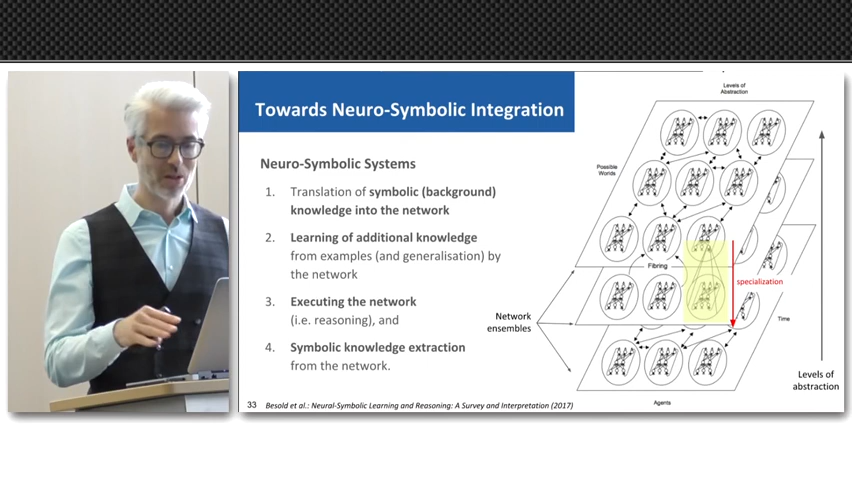 Towards Neuro-Symbolic Integration
Neuro-Symbolic Systems
1. Translation of symbolic (background)
knowledge into the network
2. Learning of additional knowledge
from examples (and generalisation) by
the network
3. Executing the network
(i.e. reasoning), and
4. Symbolic knowledge extraction
from the network.
33 Besold et al.: Neural-Symbolic Learning and Reasoning: A Survey and Interpretation (2017)
Levels of
Abstraction
Possible
Worlds
Fibring
specialization
Network
ensembles
Time
Levels of
abstraction
Agents